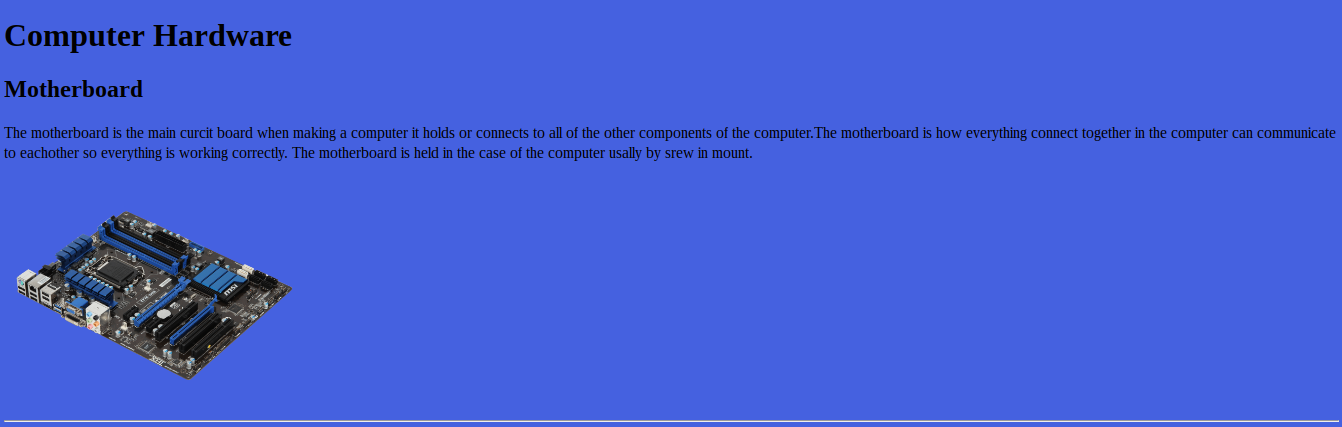 Computer Hardware
Motherboard
The motherboard is the main curcit board when making a computer it holds or connects to all of the other components of the computer.The motherboard is how everything connect together in the computer can communicate
to eachother so everything is working correctly. The motherboard is held in the case of the computer usally by srew in mount.
msi